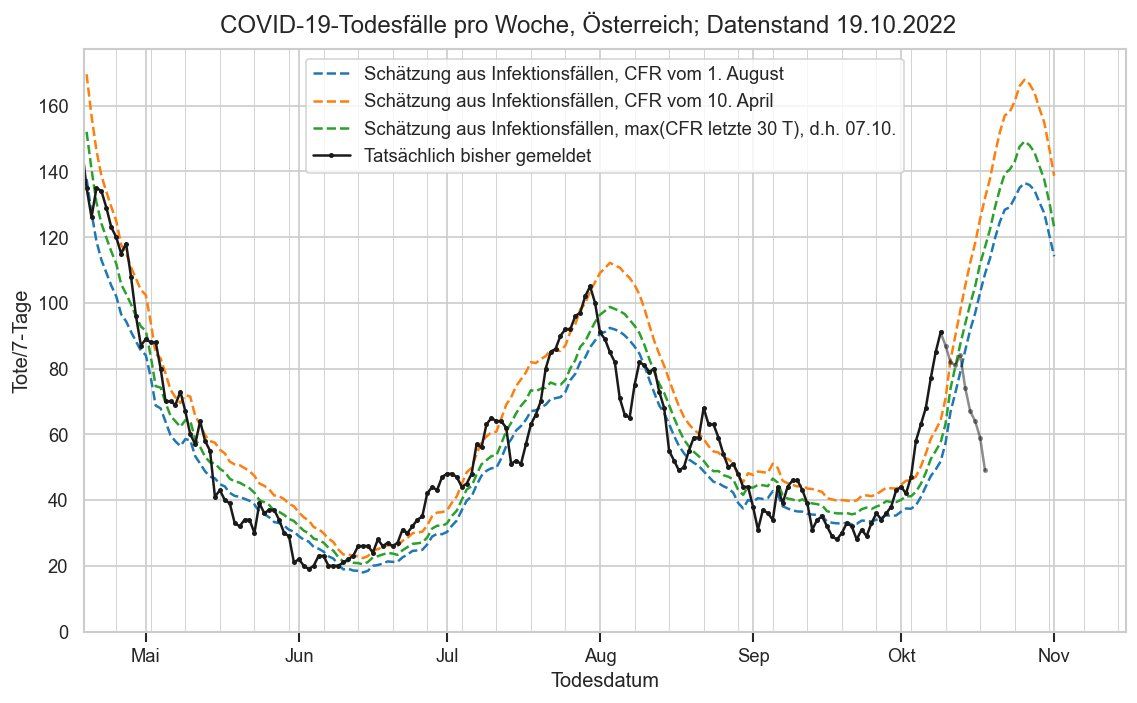 COVID-19-Todesfälle pro Woche, Österreich; Datenstand 19.10.2022
Schätzung aus Infektionsfällen, CFR vom 1. August
Schätzung aus Infektionsfällen, CFR vom 10. April
Schätzung aus Infektionsfällen, max(CFR letzte 30 T), d.h. 07.10.
Tatsächlich bisher gemeldet
Tote/7-Tage
160
140
120
100
80
60
40
20
0
Mai Jun Jul Aug Sep Okt Nov
Todesdatum